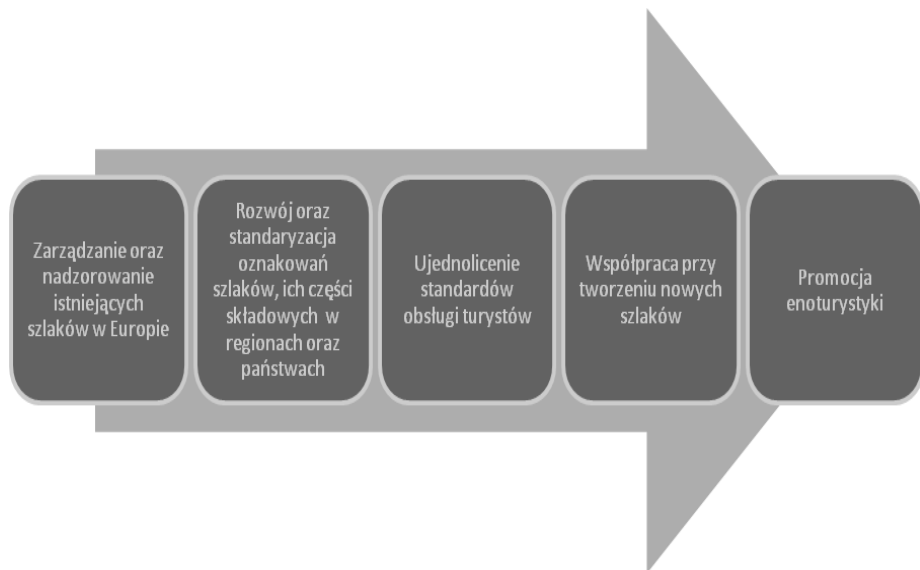 Zarządzanie oraz
nadzorowanie
istniejących
szlaków w Europie
Rozwój oraz
standaryzacja
oznakowań
szlaków, ich części
składowych w
regionach oraz
państwach
Ujednolicenie
standardów
obsługi turystów
Współpraca przy
tworzeniu nowych
szlaków
Promocja
enoturystyki